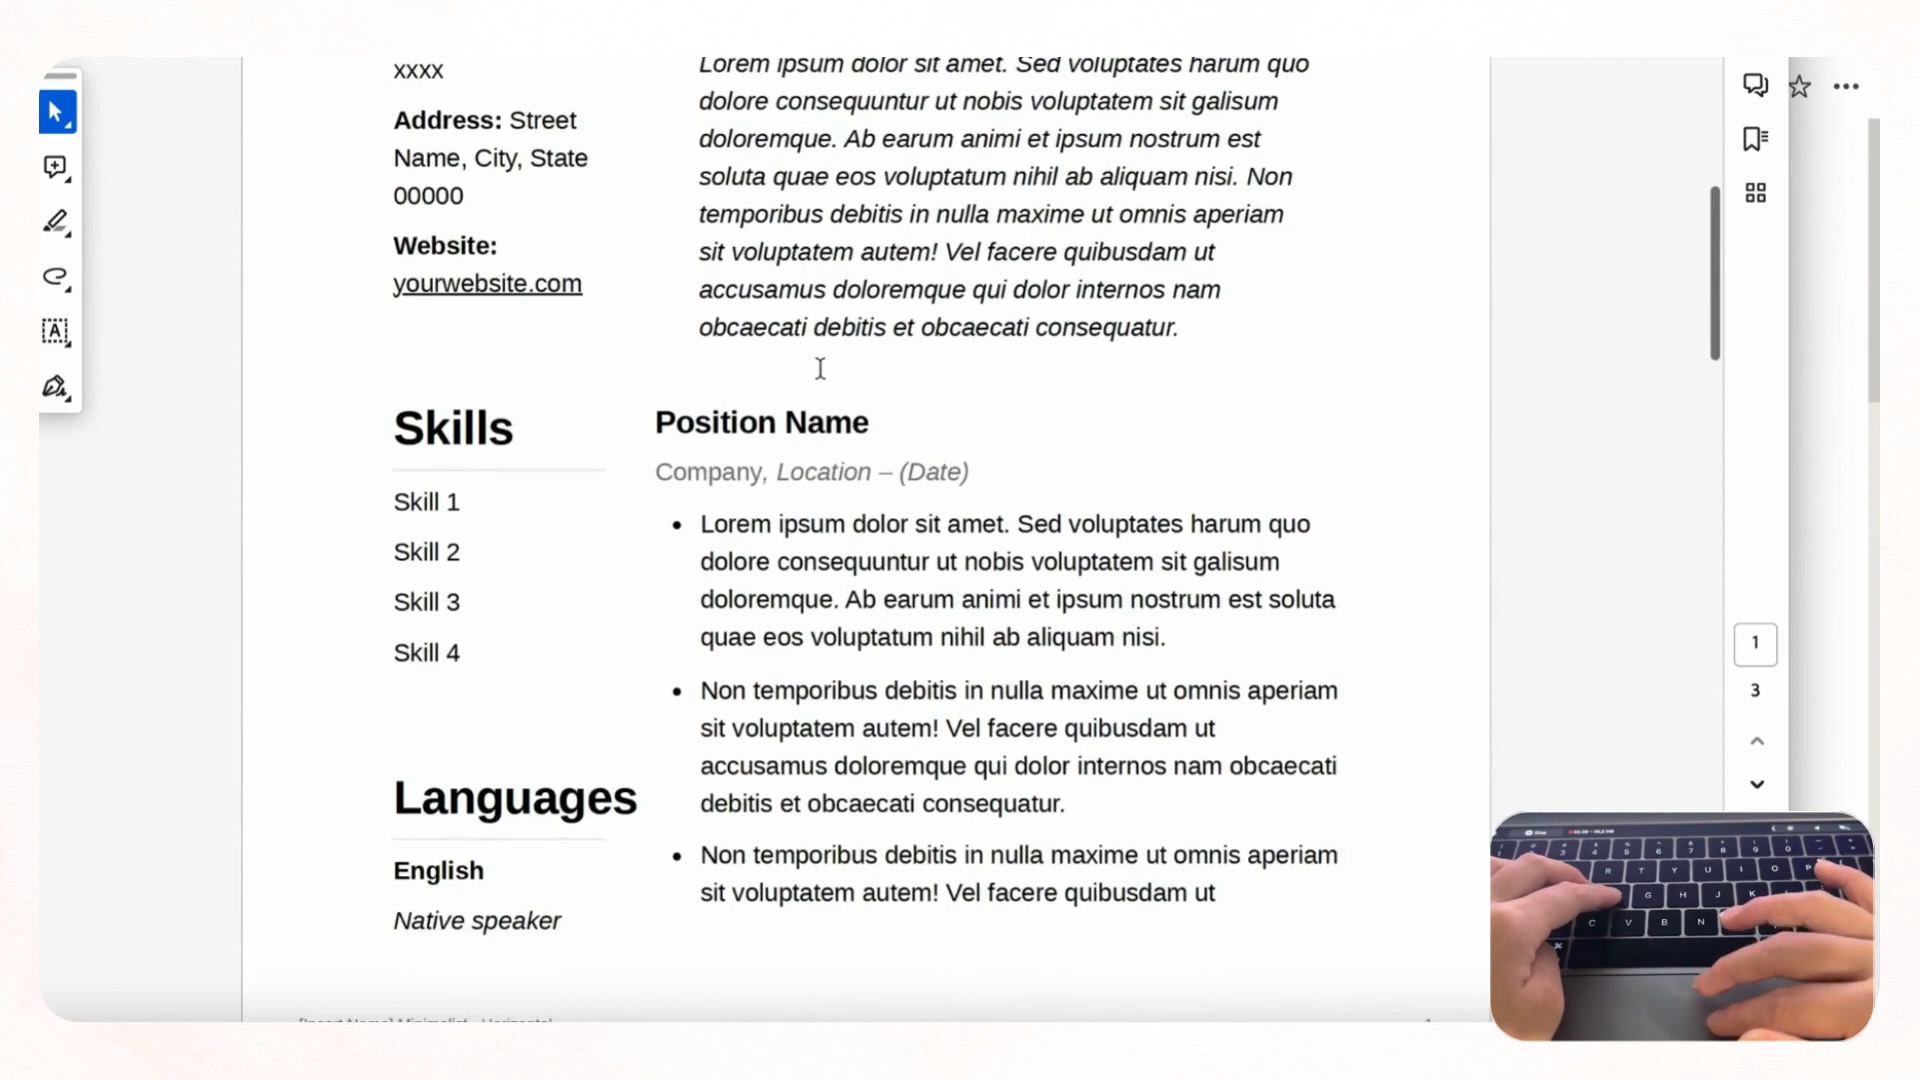 xxxx
Address: Street
Name, City, State
00000
Website:
yourwebsite.com
Skills
Skill 1
Skill 2
Skill 3
Skill 4
Languages
English
Native speaker
Lorem ipsum dolor sit amet. Sed voluptates harum quo
dolore consequuntur ut nobis voluptatem sit galisum
doloremque. Ab earum animi et ipsum nostrum est
soluta quae eos voluptatum nihil ab aliquam nisi. Non
temporibus debitis in nulla maxime ut omnis aperiam
sit voluptatem autem! Vel facere quibusdam ut
accusamus doloremque qui dolor internos nam
obcaecati debitis et obcaecati consequatur.
Position Name
Company, Location – (Date)
• Lorem ipsum dolor sit amet. Sed voluptates harum quo
dolore consequuntur ut nobis voluptatem sit galisum
doloremque. Ab earum animi et ipsum nostrum est soluta
quae eos voluptatum nihil ab aliquam nisi.
• Non temporibus debitis in nulla maxime ut omnis aperiam
sit voluptatem autem! Vel facere quibusdam ut
accusamus doloremque qui dolor internos nam obcaecati
debitis et obcaecati consequatur.
• Non temporibus debitis in nulla maxime ut omnis aperiam
sit voluptatem autem! Vel facere quibusdam ut
A
1
3
R T Y U I O P
G H J K
C V B N